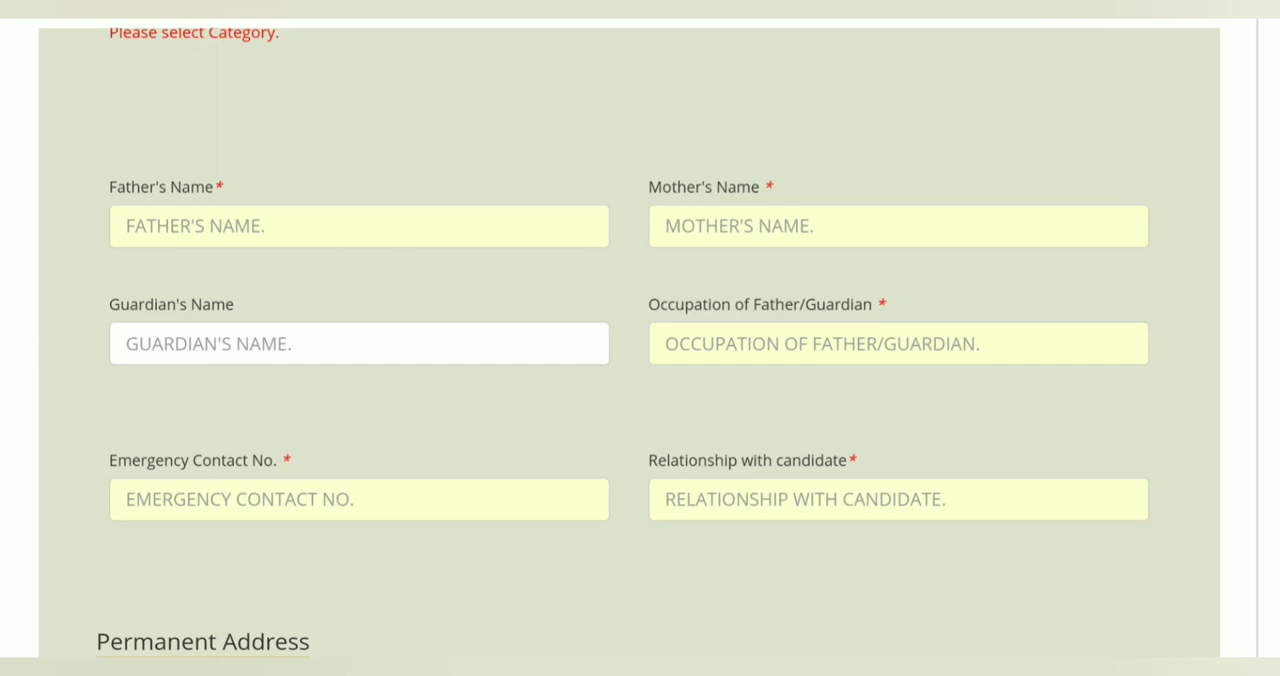 Please select Category.
Father's Name*
Mother's Name *
FATHER'S NAME.
MOTHER'S NAME.
Guardian's Name
Occupation of Father/Guardian *
GUARDIAN'S NAME.
OCCUPATION OF FATHER/GUARDIAN.
Emergency Contact No. *
Relationship with candidate*
EMERGENCY CONTACT NO.
RELATIONSHIP WITH CANDIDATE.
Permanent Address